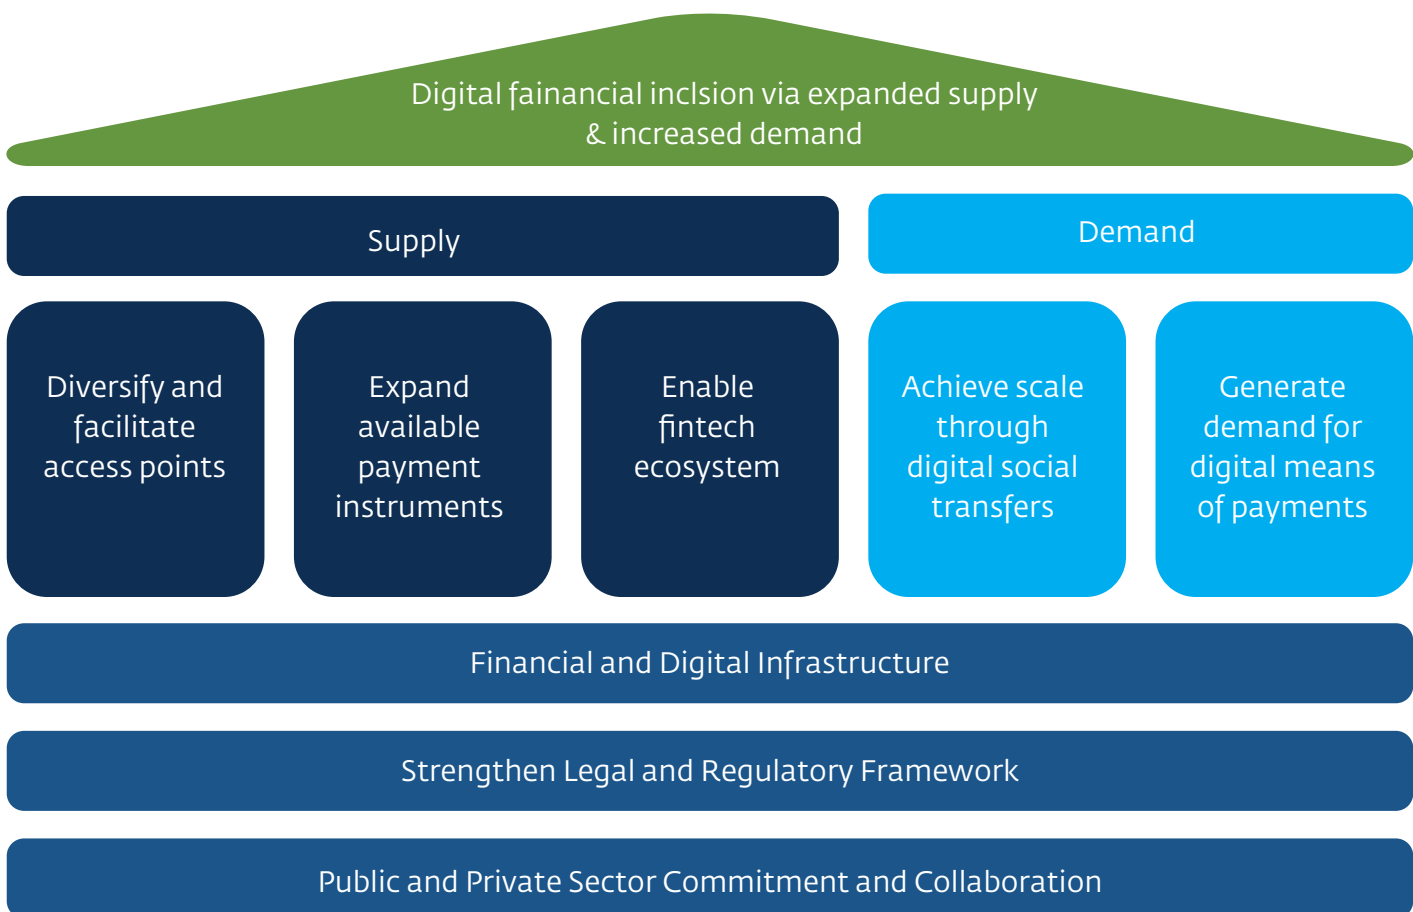 Digital fainancial inclsion via expanded supply
& increased demand
Supply
Demand
Diversify and
facilitate
access points
Expand
available
payment
instruments
Enable
fintech
ecosystem
Achieve scale
through
digital social
transfers
Generate
demand for
digital means
of payments
Financial and Digital Infrastructure
Strengthen Legal and Regulatory Framework
Public and Private Sector Commitment and Collaboration